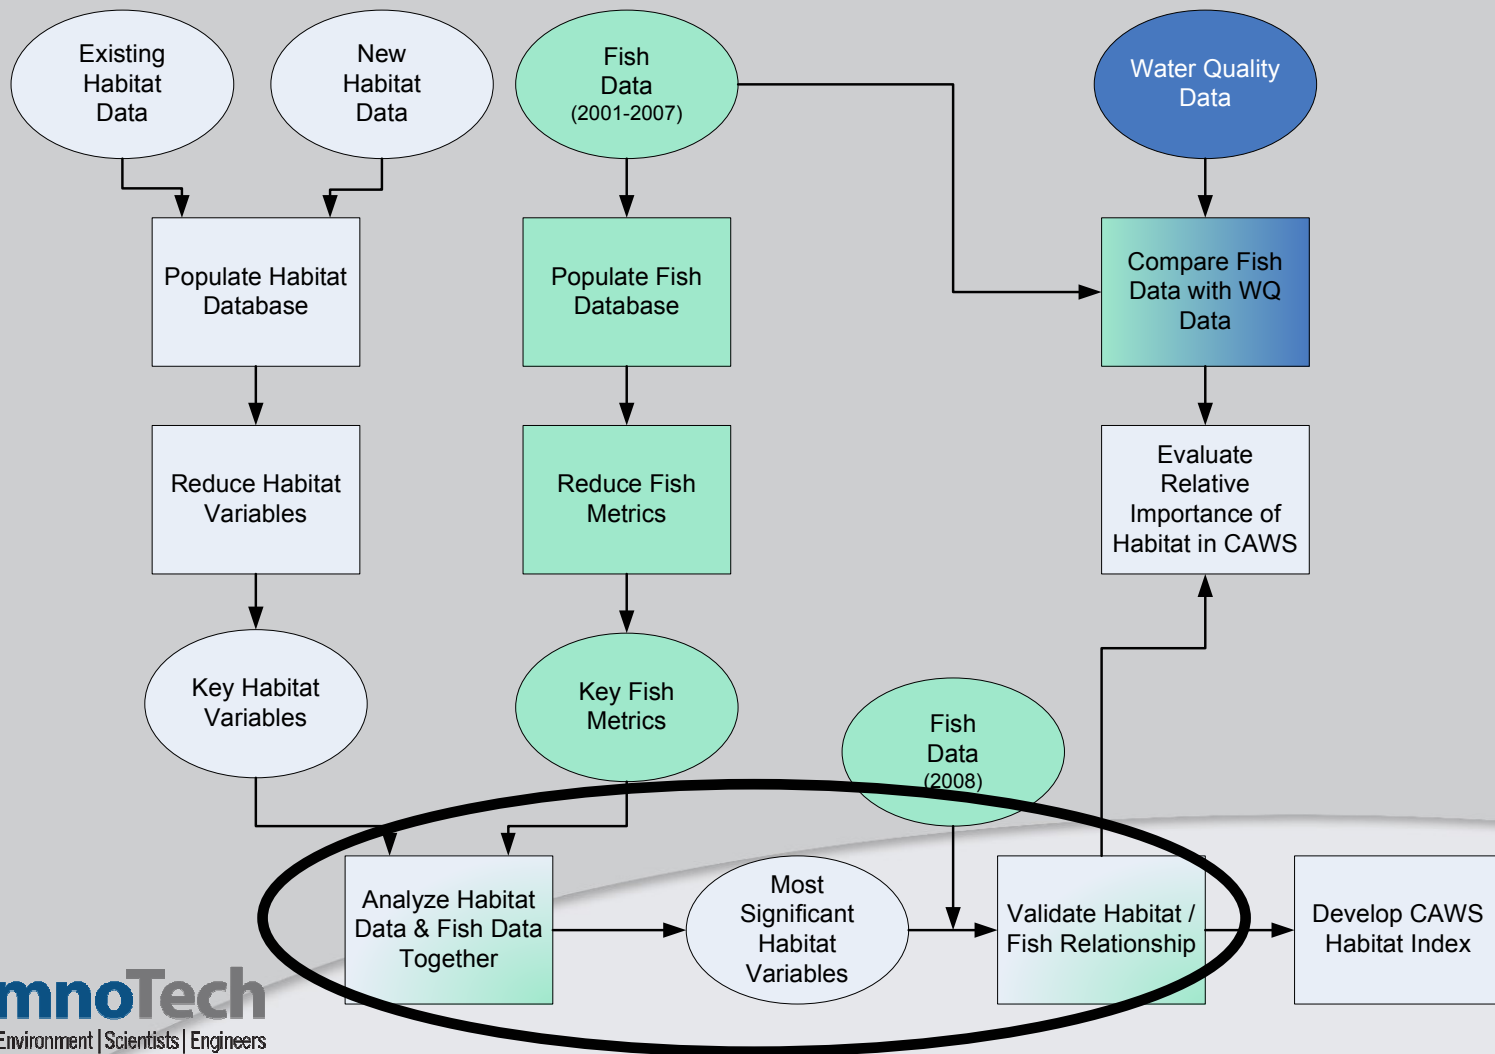 Existing
Habitat
Data
New
Habitat
Data
Fish
Data
(2001-2007)
Water Quality
Data
Populate Habitat
Database
Populate Fish
Database
Compare Fish
Data with WQ
Data
Reduce Habitat
Variables
Reduce Fish
Metrics
Evaluate
Relative
Importance of
Habitat in CAWS
Key Habitat
Variables
Key Fish
Metrics
Fish
Data
(2008)
Analyze Habitat
Data & Fish Data
Together
Most
Significant
Habitat
Variables
Validate Habitat /
Fish Relationship
Develop CAWS
Habitat Index
mnoTech
Environment | Scientists | Engineers